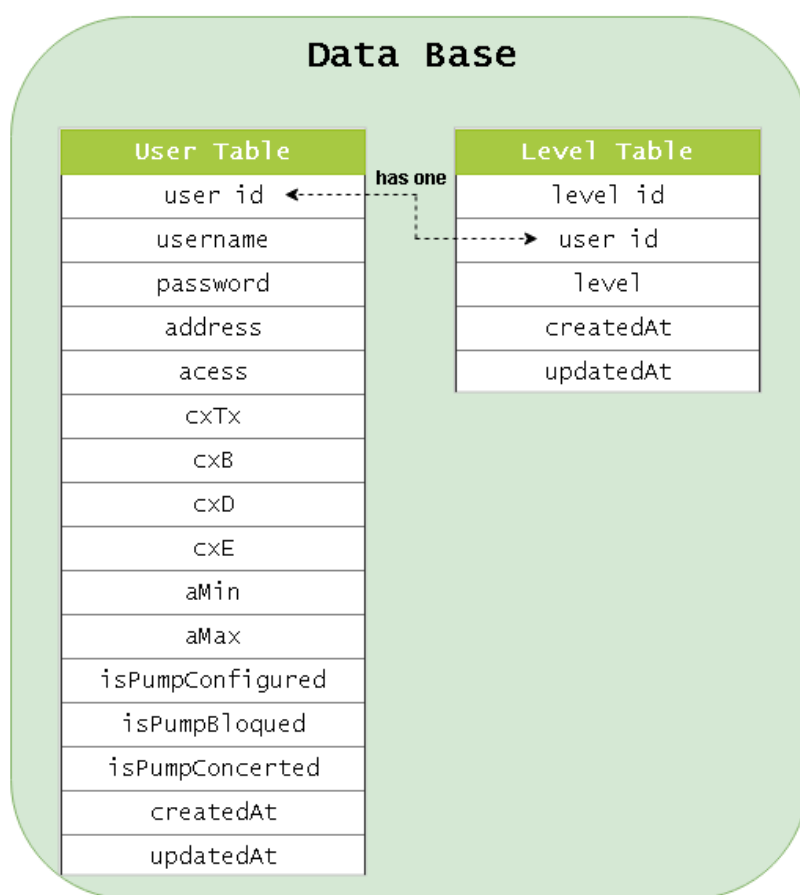 Data Base
User Table
user id
username
password
address
acess
cxTx
cxB
cxD
cxE
aMin
aMax
isPumpConfigured
isPumpBloqued
isPumpConcerted
createdAt
updatedAt
has one
Level Table
level id
user id
level
createdAt
updatedAt